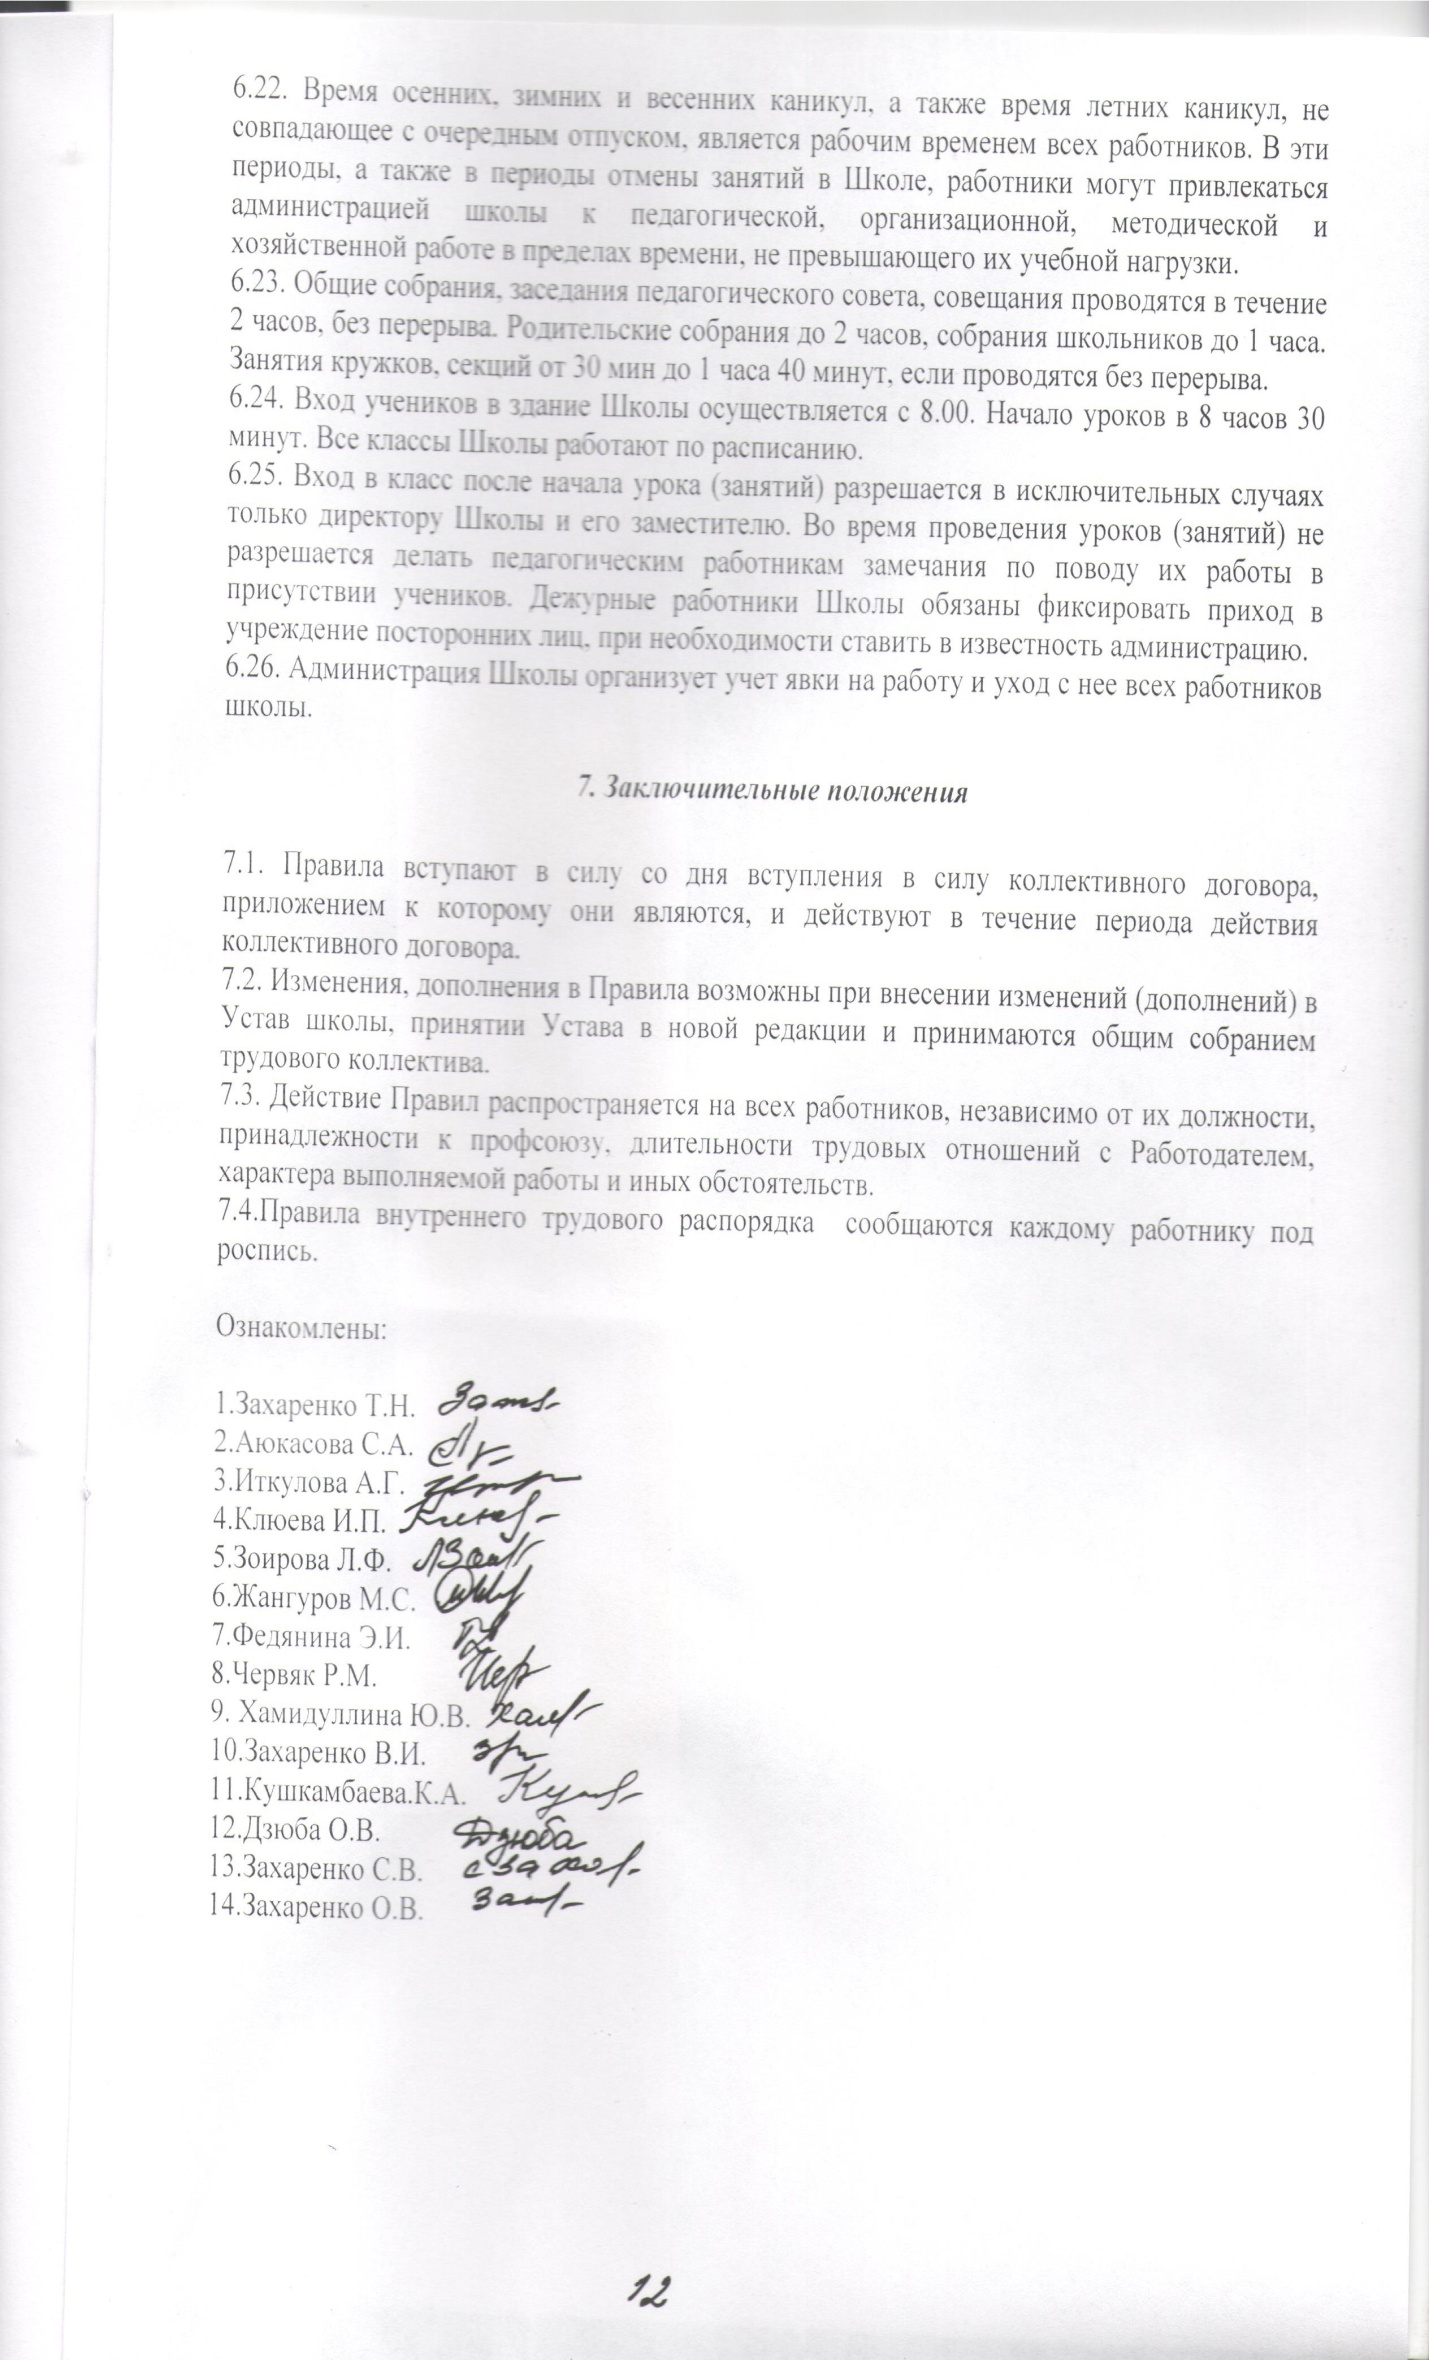 6.22. Время осенних, зимних и весенних каникул, а также время летних каникул, не
совпадающее с очередным отпуском, является рабочим временем всех работников. В эти
периоды, а также в периоды отмены занятий в Школе, работники могут привлекаться
администрацией школы к педагогической, организационной, методической и
хозяйственной работе в пределах времени, не превышающего их учебной нагрузки.
6.23. Общие собрания, заседания педагогического совета, совещания проводятся в течение
2 часов, без перерыва. Родительские собрания до 2 часов, собрания школьников до 1 часа.
Занятия кружков, секций от 30 мин до 1 часа 40 минут, если проводятся без перерыва.
6.24. Вход учеников в здание Школы осуществляется с 8.00. Начало уроков в 8 часов 30
минут. Все классы Школы работают по расписанию.
6.25. Вход в класс после начала урока (занятий) разрешается в исключительных случаях
только директору Школы и его заместителю. Во время проведения уроков (занятий) не
разрешается делать педагогическим работникам замечания по поводу их работы в
присутствии учеников. Дежурные работники Школы обязаны фиксировать приход в
учреждение посторонних лиц, при необходимости ставить в известность администрацию.
6.26. Администрация Школы организует учет явки на работу и уход с нее всех работников
школы.
7. Заключительные положения
7.1. Правила вступают в силу со дня вступления в силу коллективного договора,
приложением к которому они являются, и действуют в течение периода действия
коллективного договора.
7.2. Изменения, дополнения в Правила возможны при внесении изменений (дополнений) в
Устав школы, принятии Устава в новой редакции и принимаются общим собранием
трудового коллектива.
7.3. Действие Правил распространяется на всех работников, независимо от их должности,
принадлежности к профсоюзу, длительности трудовых отношений с Работодателем,
характера выполняемой работы и иных обстоятельств.
7.4.Правила внутреннего трудового распорядка сообщаются каждому работнику под
роспись.
Ознакомлены:
1.Захаренко Т.Н.
2.Аюкасова С.А.
3.Иткулова А.Г.
4.Клюева И.П.
5.Зоирова Л.Ф.
6.Жангуров М.С.
7.Федянина Э.И.
8.Червяк Р.М.
9. Хамидуллина Ю.В.
10.Захаренко В.И.
11.Кушкамбаева.К.А.
12.Дзюба О.В. Дзюба
13.Захаренко С.В.
14.Захаренко О.В.
12